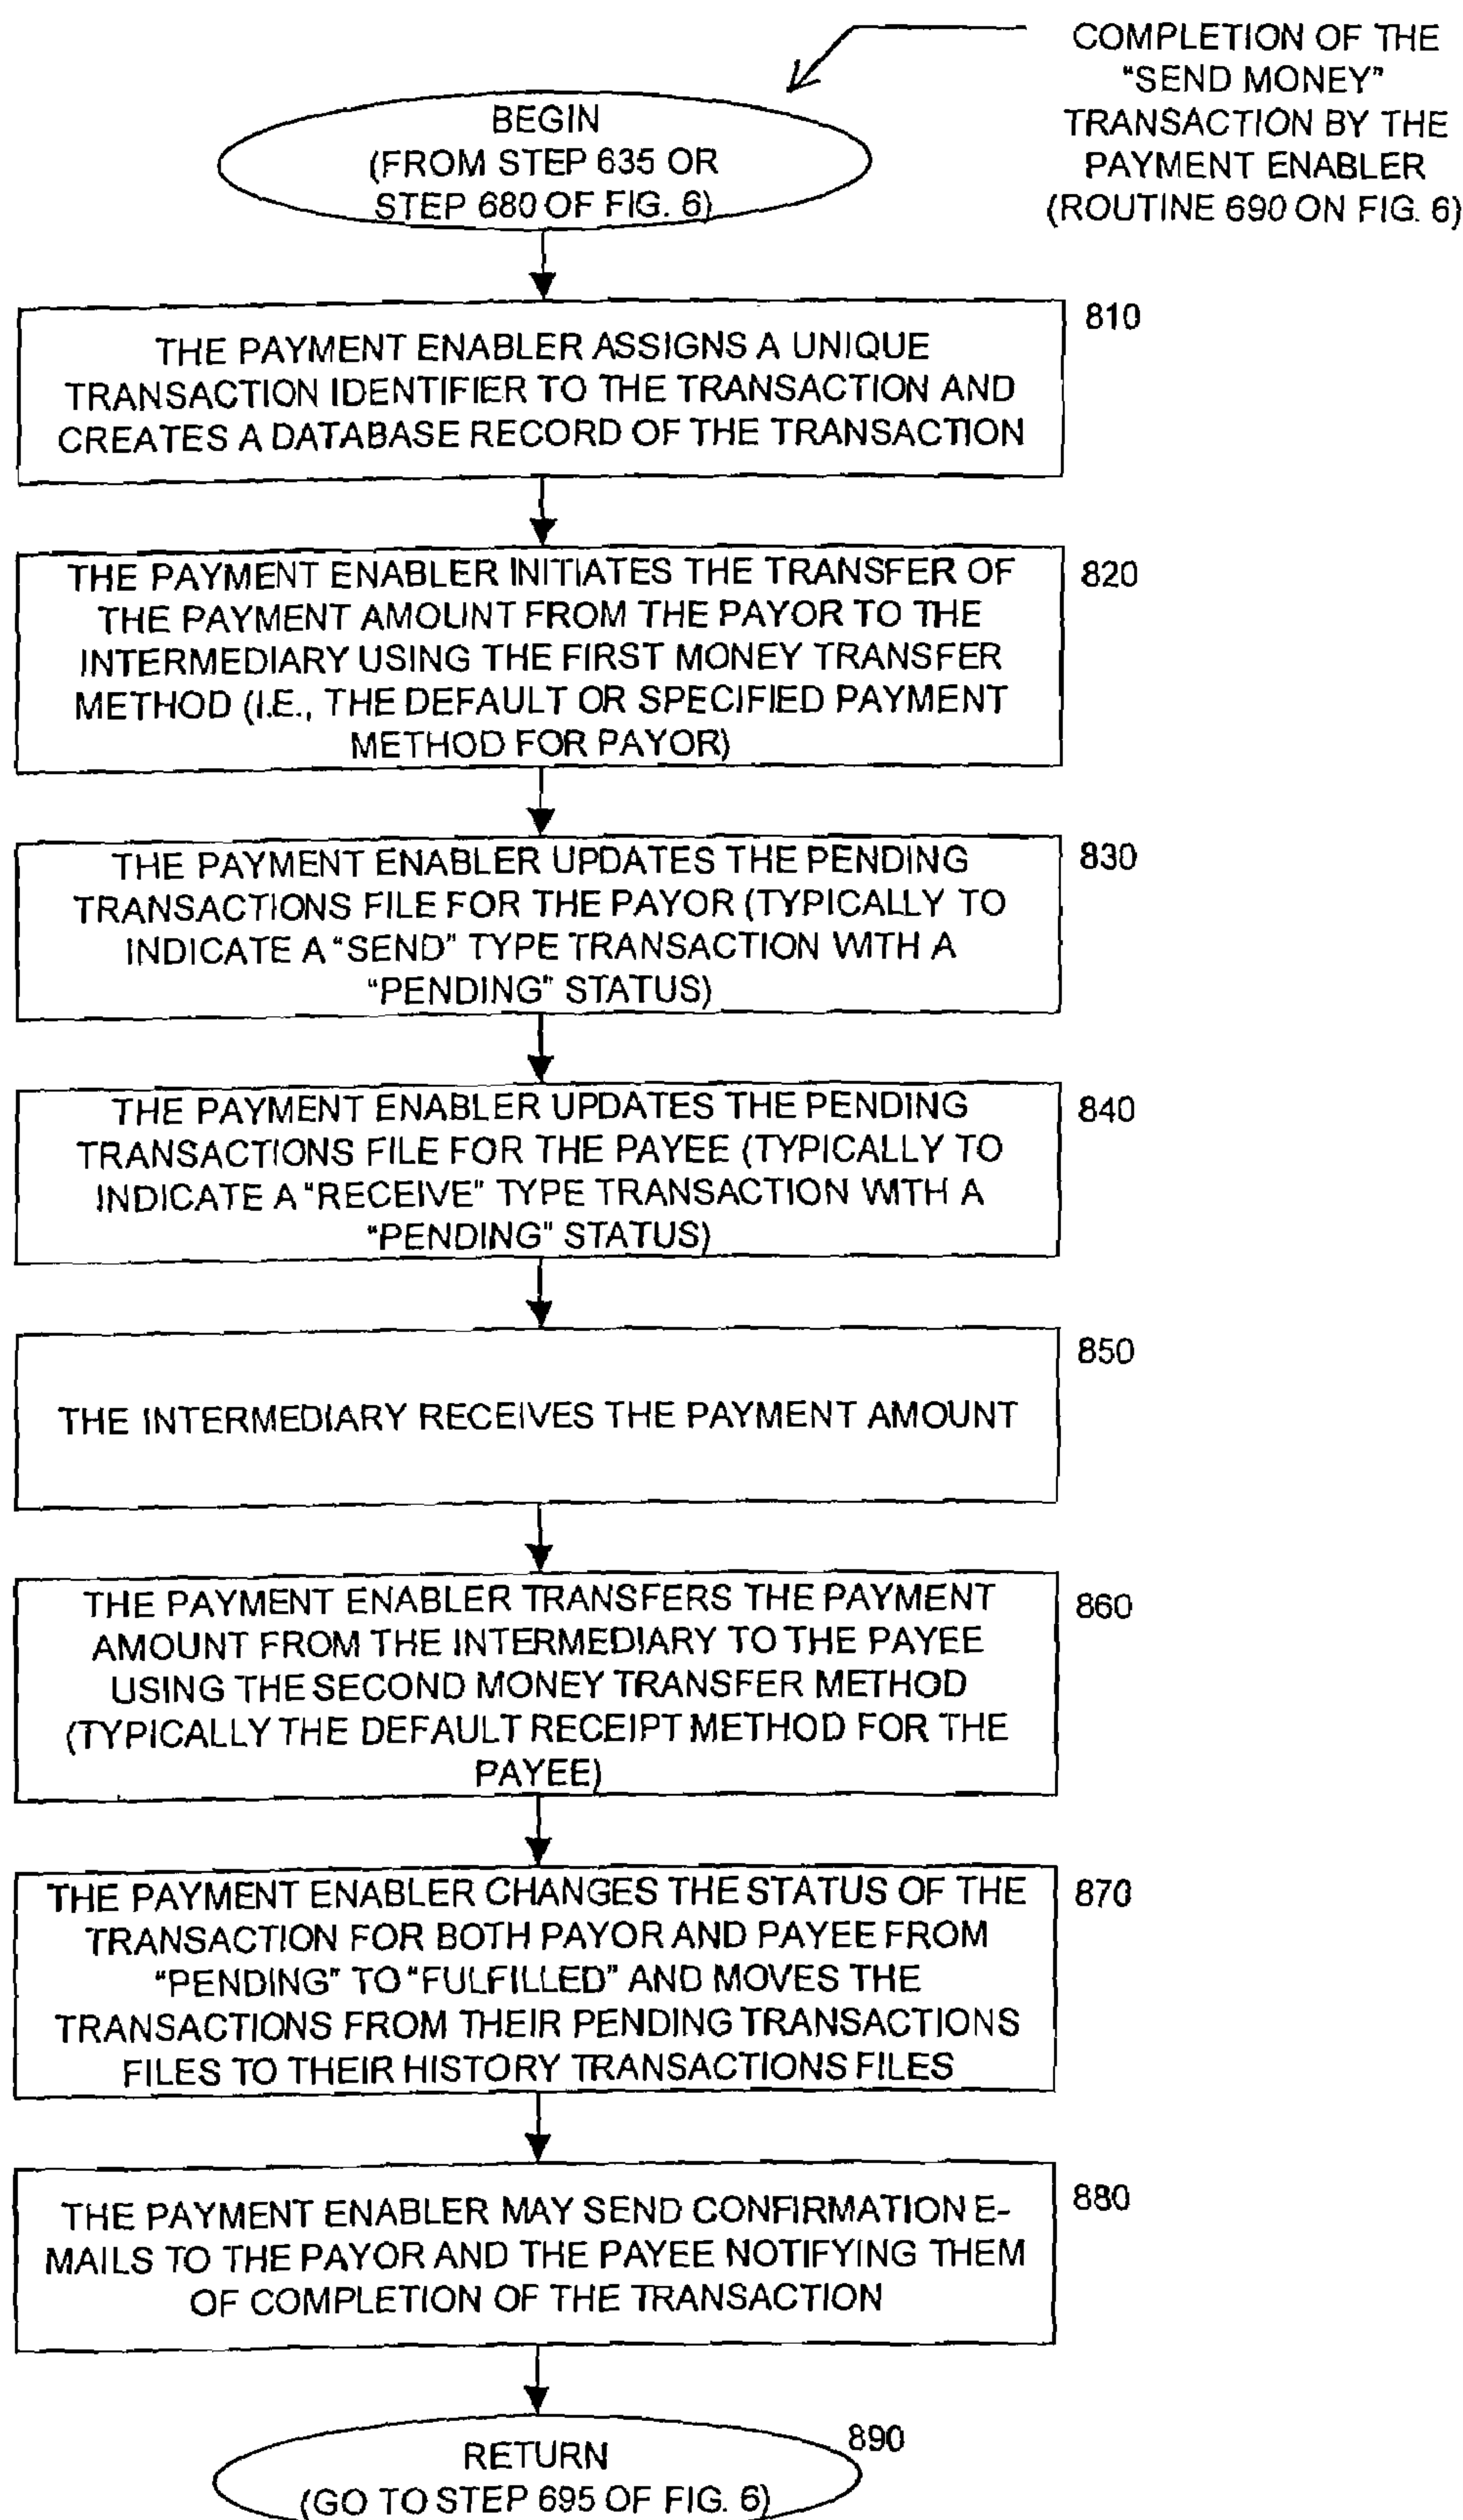 COMPLETION OF THE
"SEND MONEY"
TRANSACTION BY THE
PAYMENT ENABLER
(ROUTINE 690 ON FIG. 6)
BEGIN
(FROM STEP 635 OR
STEP 680 OF FIG. 6)
810
THE PAYMENT ENABLER ASSIGNS A UNIQUE
TRANSACTION IDENTIFIER TO THE TRANSACTION AND
CREATES A DATABASE RECORD OF THE TRANSACTION
820
THE PAYMENT ENABLER INITIATES THE TRANSFER OF
THE PAYMENT AMOUNT FROM THE PAYOR TO THE
INTERMEDIARY USING THE FIRST MONEY TRANSFER
METHOD (I.E., THE DEFAULT OR SPECIFIED PAYMENT
METHOD FOR PAYOR)
830
THE PAYMENT ENABLER UPDATES THE PENDING
TRANSACTIONS FILE FOR THE PAYOR (TYPICALLY TO
INDICATE A "SEND" TYPE TRANSACTION WITH A
"PENDING" STATUS)
840
THE PAYMENT ENABLER UPDATES THE PENDING
TRANSACTIONS FILE FOR THE PAYEE (TYPICALLY TO
INDICATE A "RECEIVE" TYPE TRANSACTION WITH A
"PENDING" STATUS)
850
THE INTERMEDIARY RECEIVES THE PAYMENT AMOUNT
860
THE PAYMENT ENABLER TRANSFERS THE PAYMENT
AMOUNT FROM THE INTERMEDIARY TO THE PAYEE
USING THE SECOND MONEY TRANSFER METHOD
(TYPICALLY THE DEFAULT RECEIPT METHOD FOR THE
PAYEE)
870
THE PAYMENT ENABLER CHANGES THE STATUS OF THE
TRANSACTION FOR BOTH PAYOR AND PAYEE FROM
"PENDING" TO "FULFILLED" AND MOVES THE
TRANSACTIONS FROM THEIR PENDING TRANSACTIONS
FILES TO THEIR HISTORY TRANSACTIONS FILES
880
THE PAYMENT ENABLER MAY SEND CONFIRMATION E-
MAILS TO THE PAYOR AND THE PAYEE NOTIFYING THEM
OF COMPLETION OF THE TRANSACTION
890
RETURN
(GO TO STEP 695 OF FIG. 6)